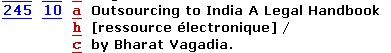 245 10 a Outsourcing to India A Legal Handbook
h [ressource électronique] /
c by Bharat Vagadia.